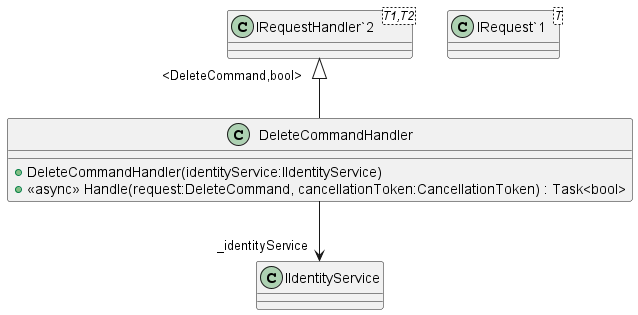 C IRequestHandler`2 T1,T2
C IRequest`1 T
<DeleteCommand,bool>
C DeleteCommandHandler
DeleteCommandHandler(identityService:IIdentityService)
«async» Handle(request:DeleteCommand, cancellationToken:CancellationToken) : Task<bool>
_identityService
C IIdentityService